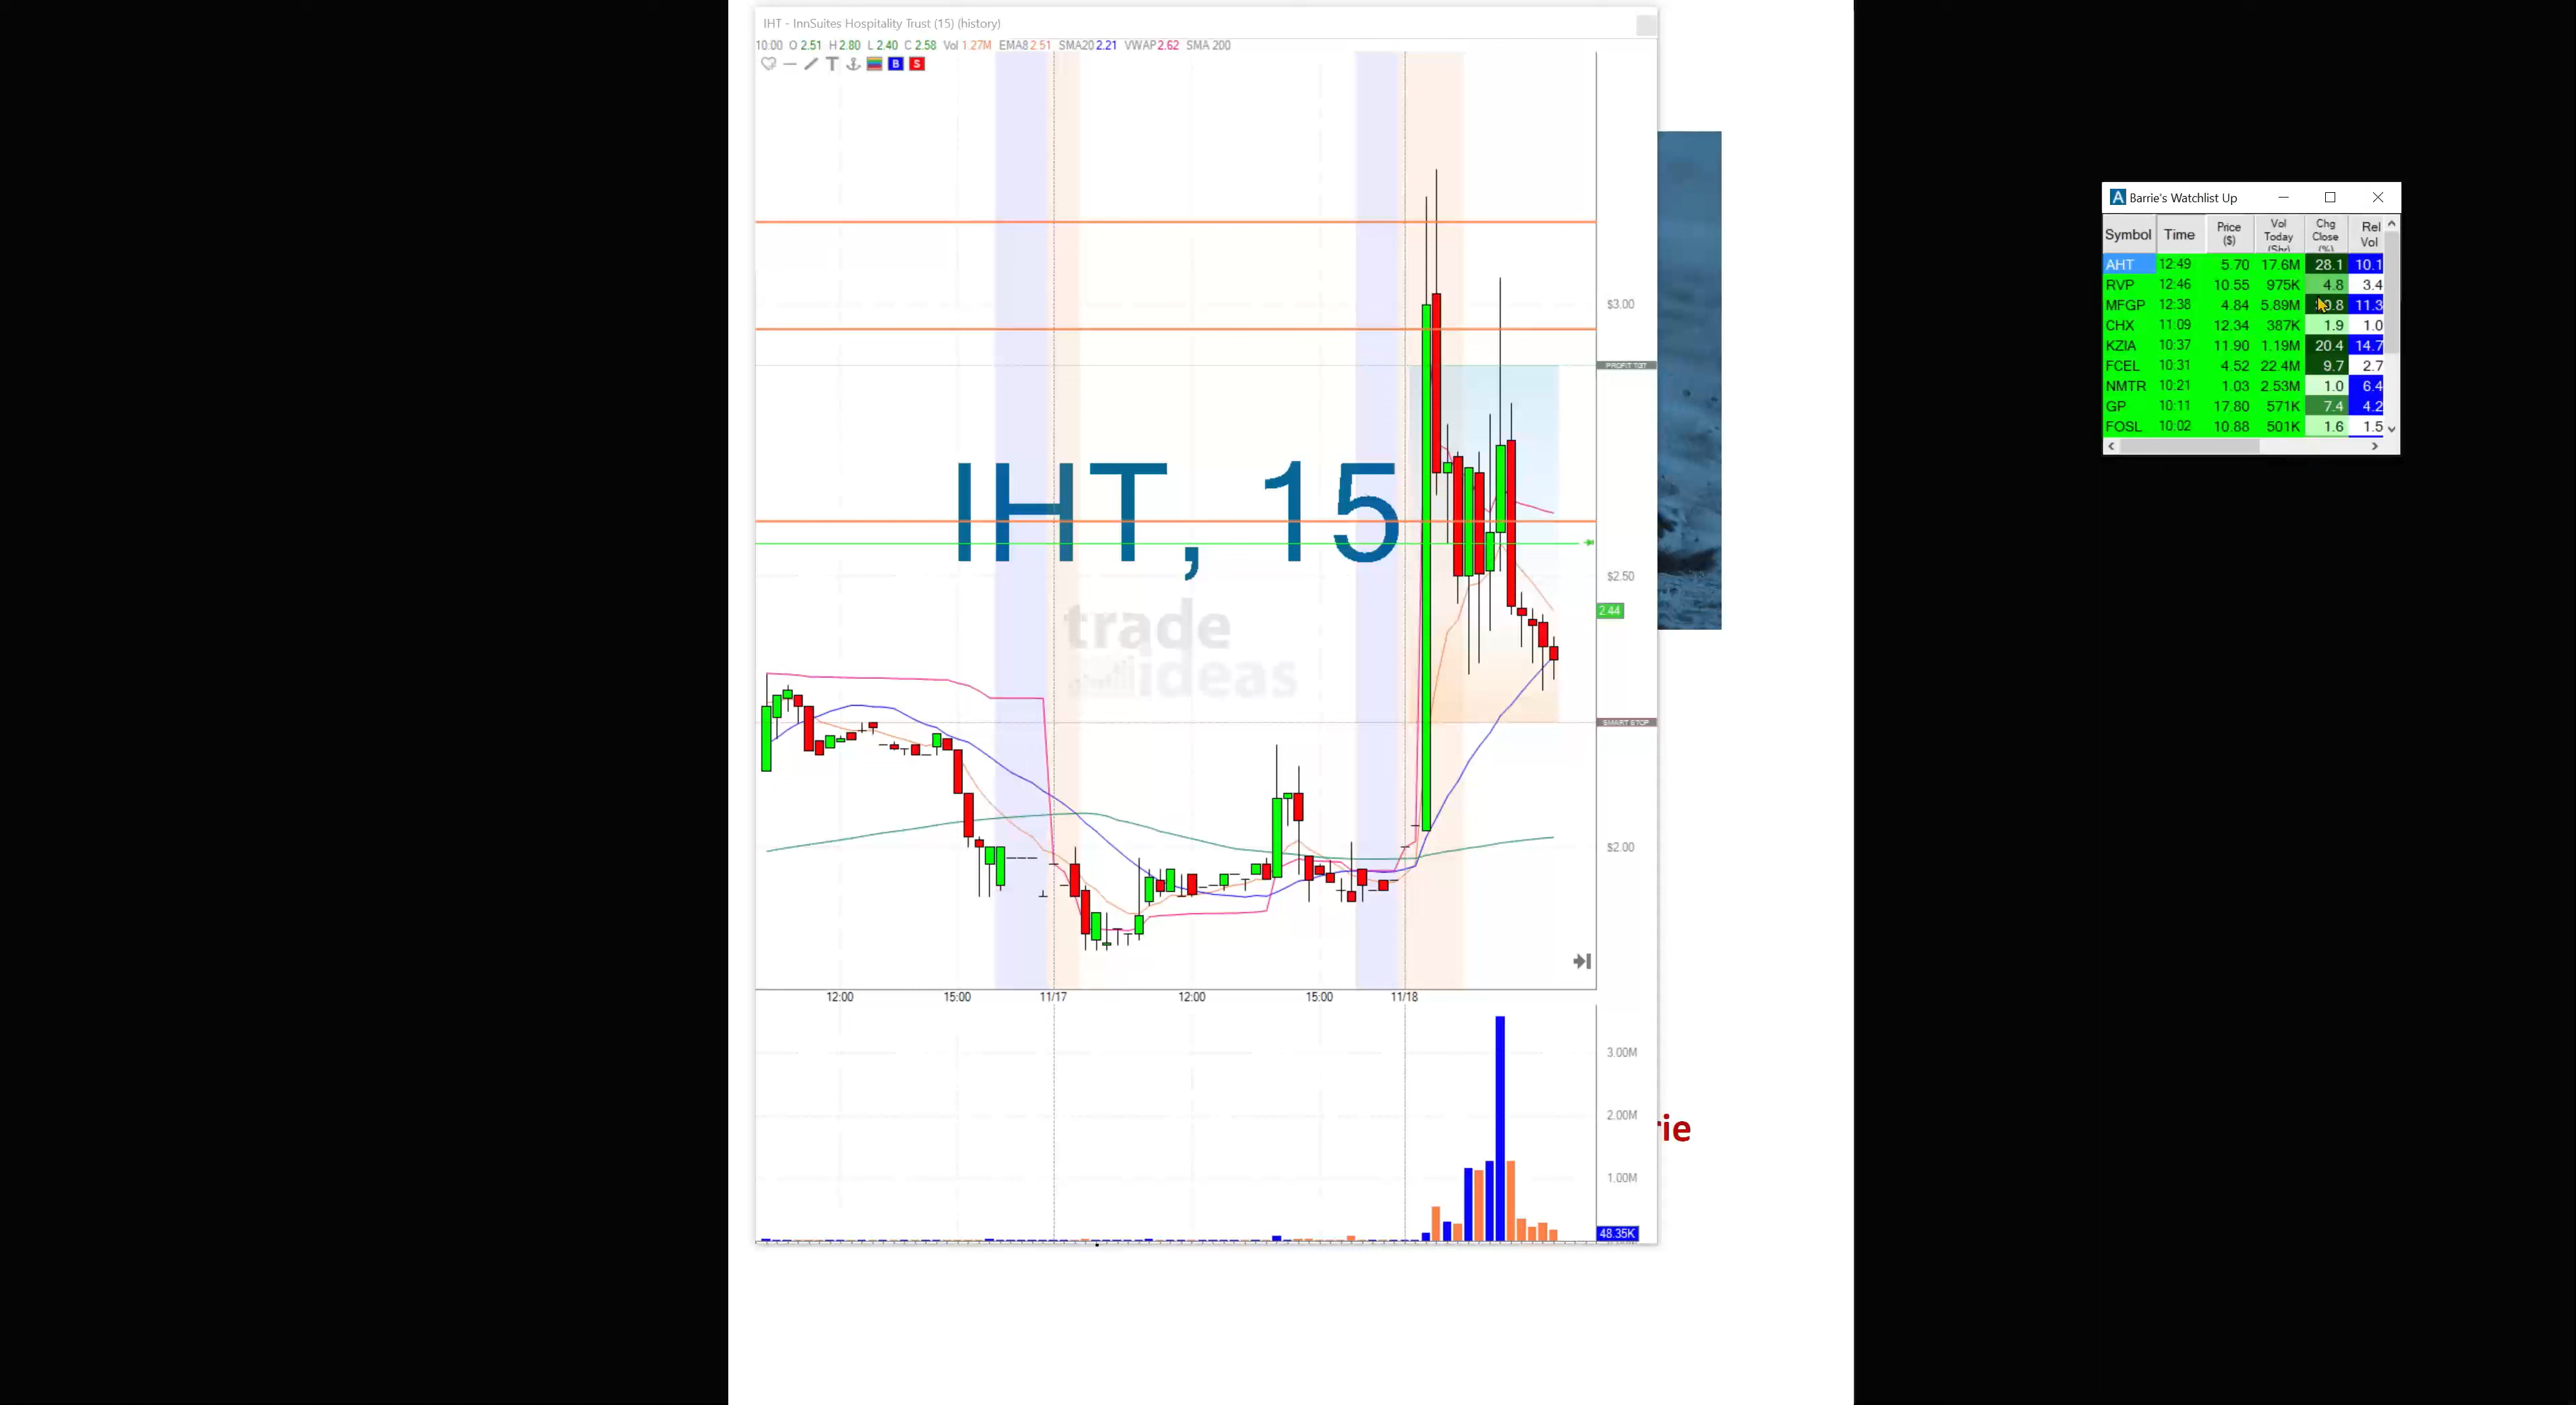 IHT - InnSuites Hospitality Trust (15) (history)
10:00 O 2.51 H 2.80 L 2.40 C 2.58 Vol 1.27M EMA8 2.51 SMA20 2.21 VWAP 2.62 SMA 200
T B S
$3.00
PROFIT TGT
IHT, 15
$2.50
2.44
trade
ideas
SMART STOP
$2.00
12:00 15:00 11/17 12:00 15:00 11/18
3.00M
2.00M
1.00M
48.35K
rie
A Barrie's Watchlist Up
Symbol Time Price ($) Vol Today (Shr) Chg Close (%) Rel Vol
AHT 12:49 5.70 17.6M 28.1 10.1
RVP 12:46 10.55 975K 4.8 3.4
MFGP 12:38 4.84 5.89M 0.8 11.3
CHX 11:09 12.34 387K 1.9 1.0
KZIA 10:37 11.90 1.19M 20.4 14.7
FCEL 10:31 4.52 22.4M 9.7 2.7
NMTR 10:21 1.03 2.53M 1.0 6.4
GP 10:11 17.80 571K 7.4 4.2
FOSL 10:02 10.88 501K 1.6 1.5